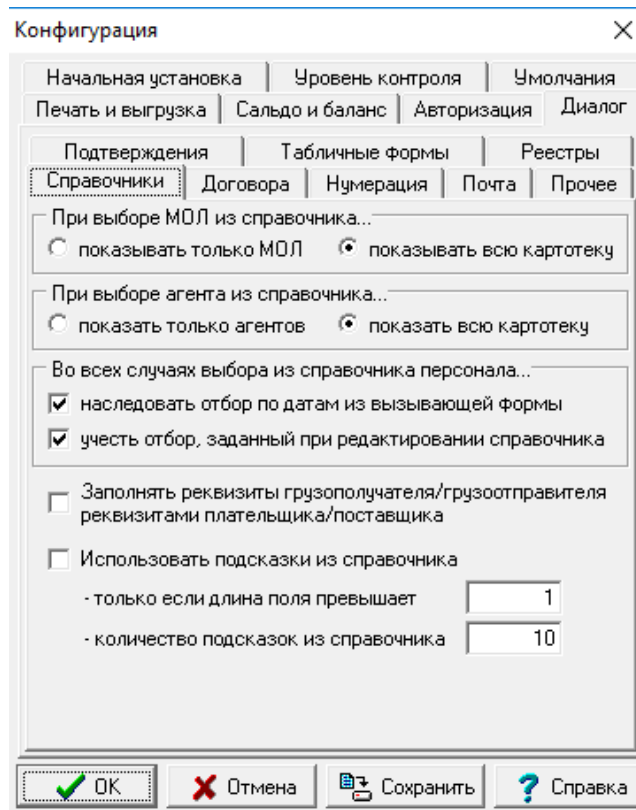 Конфигурация
Начальная установка Уровень контроля Умолчания
Печать и выгрузка Сальдо и баланс Авторизация Диалог
Подтверждения Табличные формы Реестры
Справочники Договора Нумерация Почта Прочее
При выборе МОЛ из справочника...
показывать только МОЛ показывать всю картотеку
При выборе агента из справочника...
показать только агентов показать всю картотеку
Во всех случаях выбора из справочника персонала...
наследовать отбор по датам из вызывающей формы
учесть отбор, заданный при редактировании справочника
Заполнять реквизиты грузополучателя/грузоотправителя
реквизитами плательщика/поставщика
Использовать подсказки из справочника
- только если длина поля превышает 1
- количество подсказок из справочника 10
OK Отмена Сохранить Справка